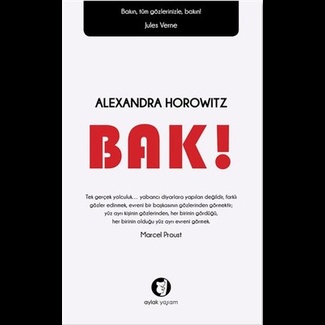 Bakın, tüm gözlerinizle, bakın!
Jules Verne
ALEXANDRA HOROWITZ
BAK!
Tek gerçek yolculuk... yabancı diyarlara yapılan değildir, farklı
gözler edinmek, evreni bir başkasının gözlerinden görmektir;
yüz ayrı kişinin gözlerinden, her birinin gördüğü,
her birinin olduğu yüz ayrı evreni görmek.
Marcel Proust
aylak yaşam